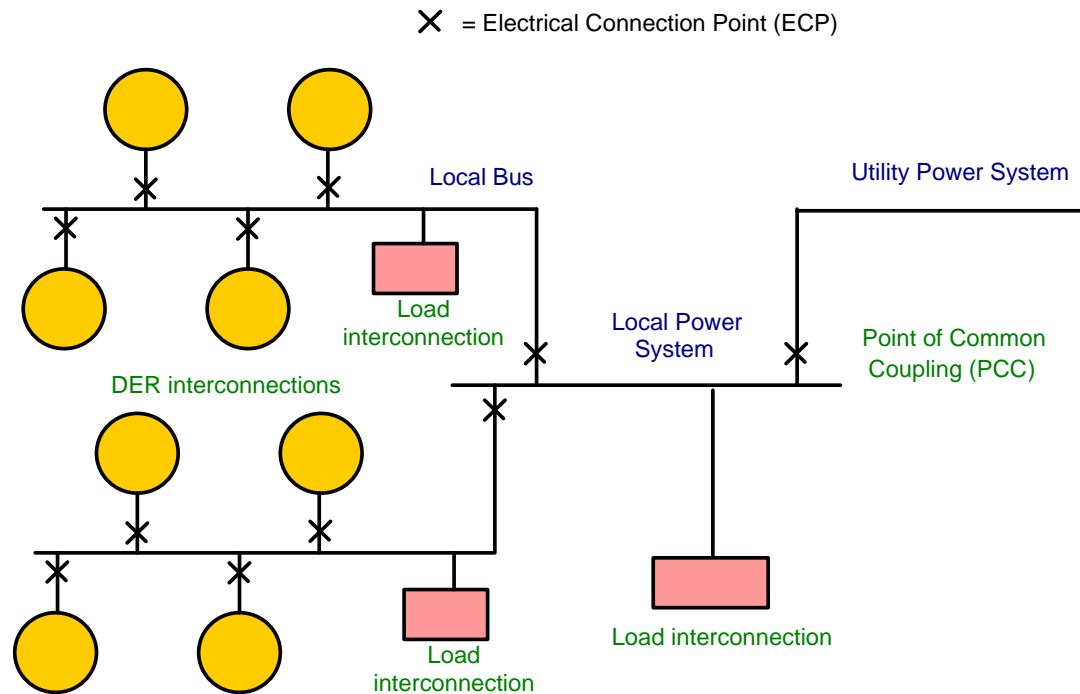 = Electrical Connection Point (ECP)
Local Bus
Utility Power System
Load
interconnection
Local Power
System
Point of Common
Coupling (PCC)
DER interconnections
Load interconnection
Load
interconnection